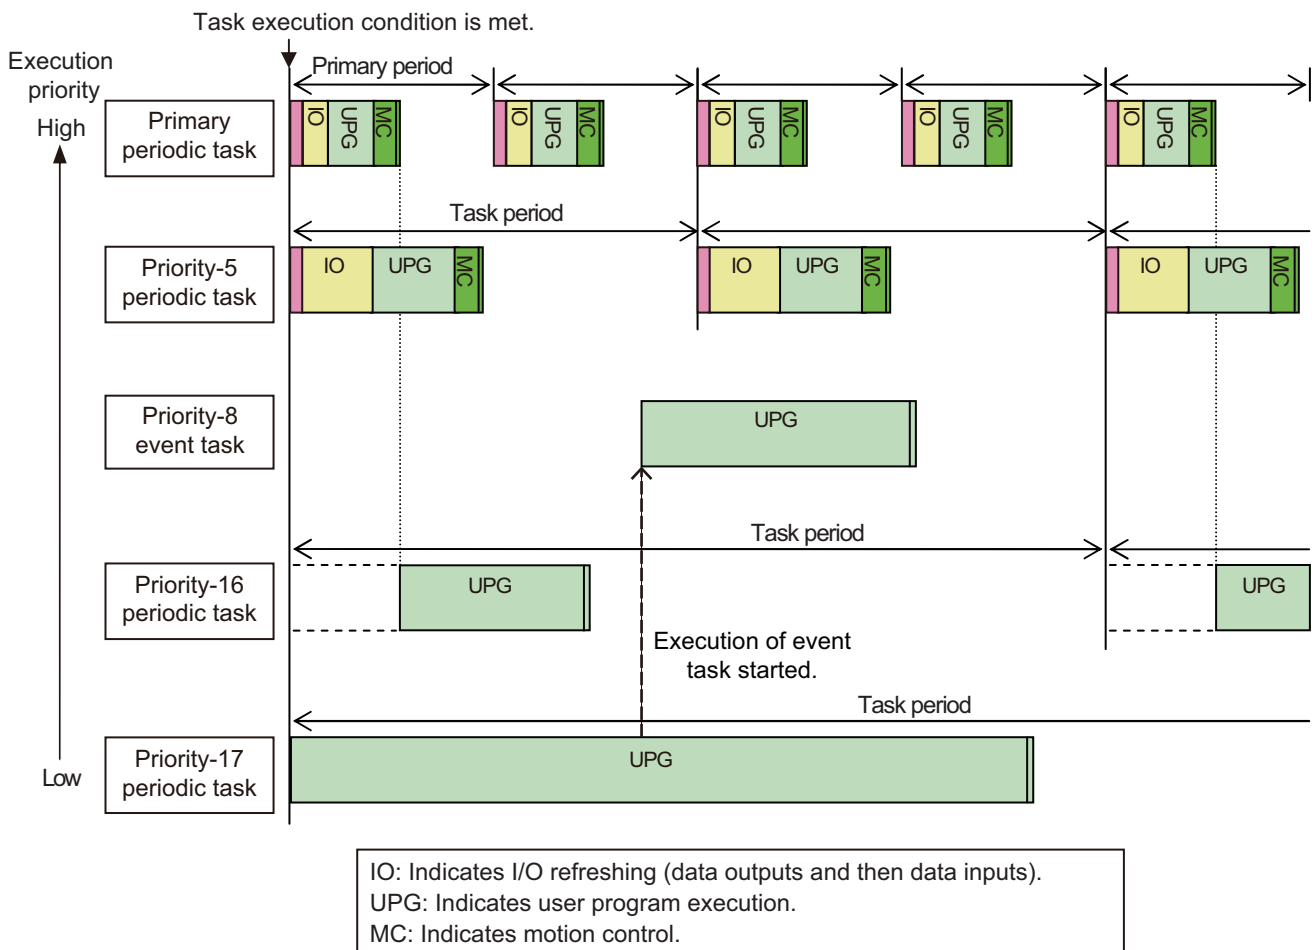 Task execution condition is met.
Execution
priority
High
Primary period
Primary
periodic task
IO
UPG
MC
IO
UPG
MC
IO
UPG
MC
IO
UPG
MC
IO
UPG
MC
Task period
Priority-5
periodic task
IO
UPG
MC
IO
UPG
MC
IO
UPG
MC
Priority-8
event task
UPG
Task period
Priority-16
periodic task
UPG
UPG
Execution of event
task started.
Task period
Low
Priority-17
periodic task
UPG
IO: Indicates I/O refreshing (data outputs and then data inputs).
UPG: Indicates user program execution.
MC: Indicates motion control.